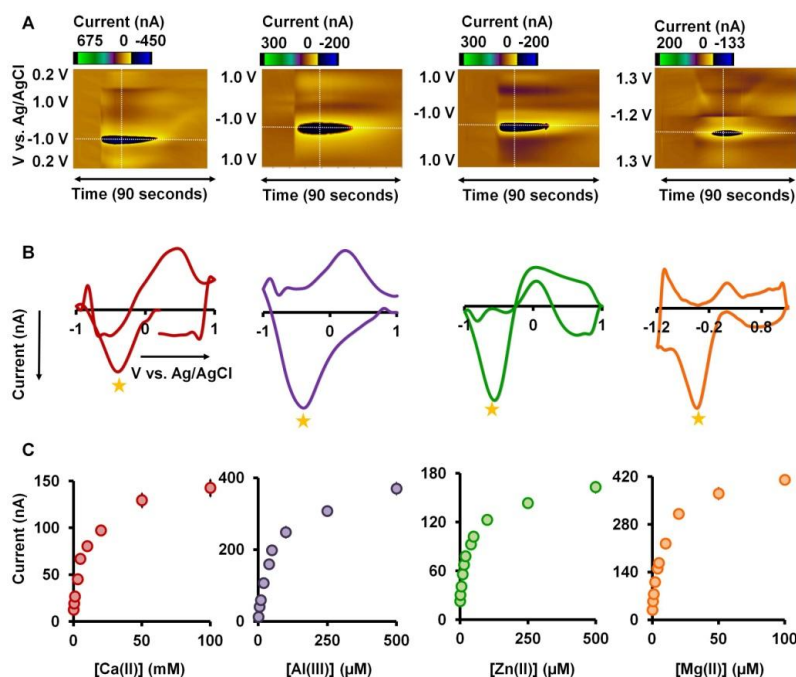 A
Current (nA)
675 0 -450
0.2 V
1.0 V
-1.0 V
0.2 V
V vs. Ag/AgCl
Time (90 seconds)
Current (nA)
300 0 -200
1.0 V
-1.0 V
1.0 V
Time (90 seconds)
Current (nA)
300 0 -200
1.0 V
-1.0 V
1.0 V
Time (90 seconds)
Current (nA)
200 0 -133
1.3 V
-1.2 V
1.3 V
Time (90 seconds)
B
Current (nA)
-1 0 1
V vs. Ag/AgCl
-1 0 1
-1 0 1
-1.2 -0.2 0.8
C
Current (nA)
150
100
50
0
0 50 100
[Ca(II)] (mM)
400
200
0
0 250 500
[Al(III)] (µM)
180
120
60
0
0 250 500
[Zn(II)] (µM)
420
280
140
0
0 50 100
[Mg(II)] (µM)